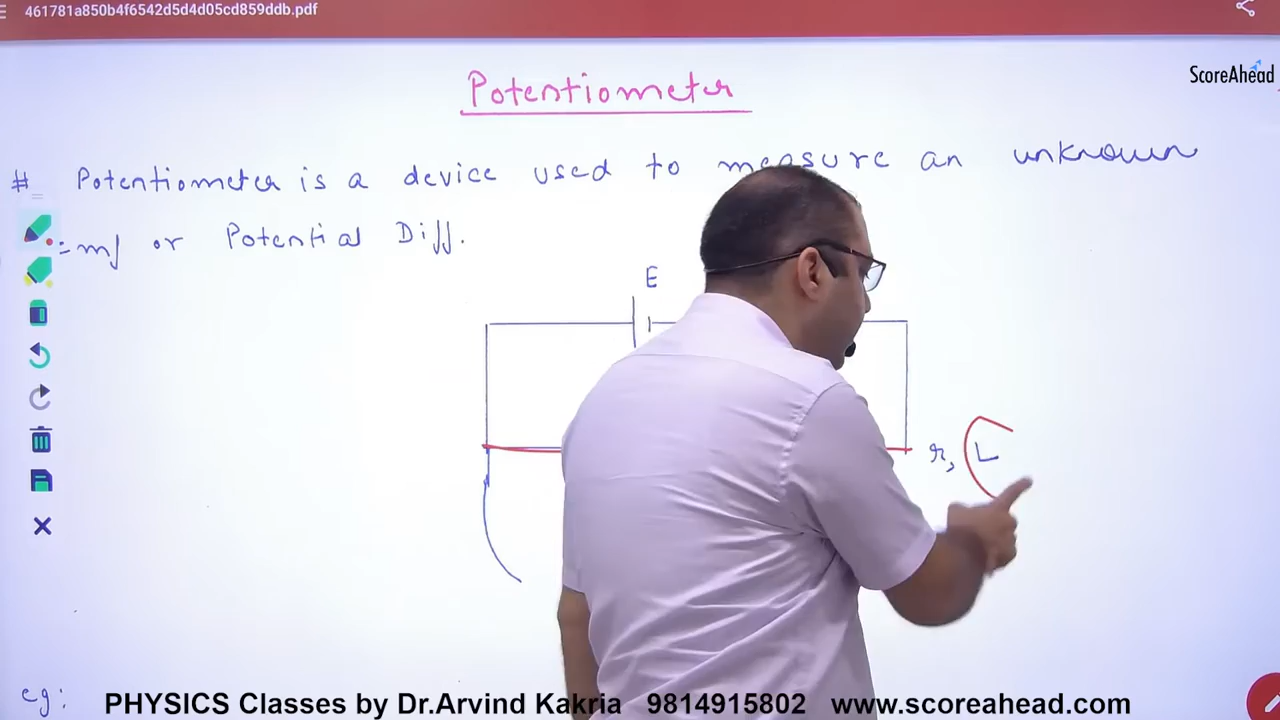 461781a850b4f6542d5d4d05cd859ddb.pdf
ScoreAhead
Potentiometer
# Potentiometer is a device used to measure an unknown
emf or Potential Diff.
E
r, L
eg:
PHYSICS Classes by Dr.Arvind Kakria 9814915802 www.scoreahead.com